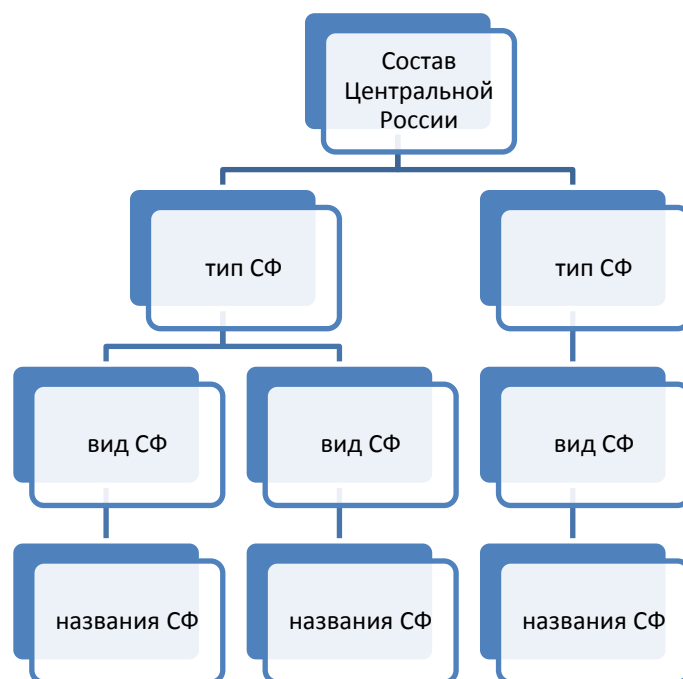 Состав
Центральной
России
тип СФ
тип СФ
вид СФ
вид СФ
вид СФ
названия СФ
названия СФ
названия СФ